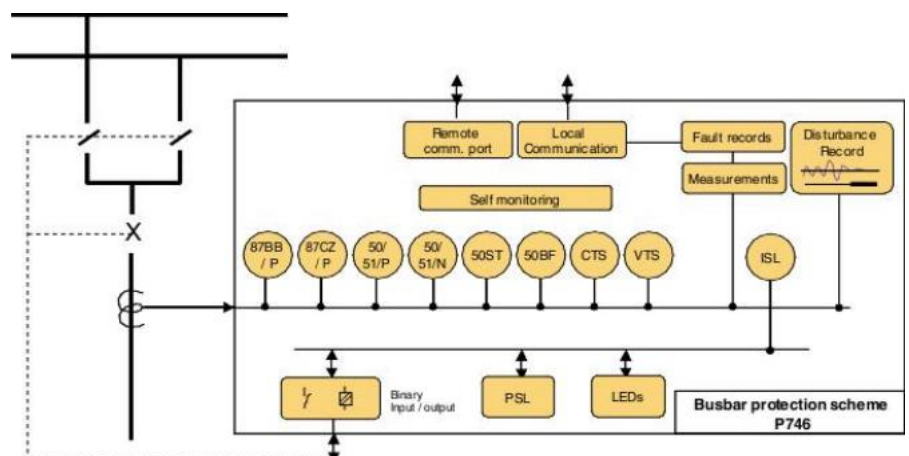 Remote
comm. port
Local
Communication
Fault records
Disturbance
Record
Measurements
Self monitoring
87BB
/ P
87CZ
/ P
50/
51/P
50/
51/N
50ST
50BF
CTS
VTS
ISL
Binary
Input / output
PSL
LEDs
Busbar protection scheme
P746